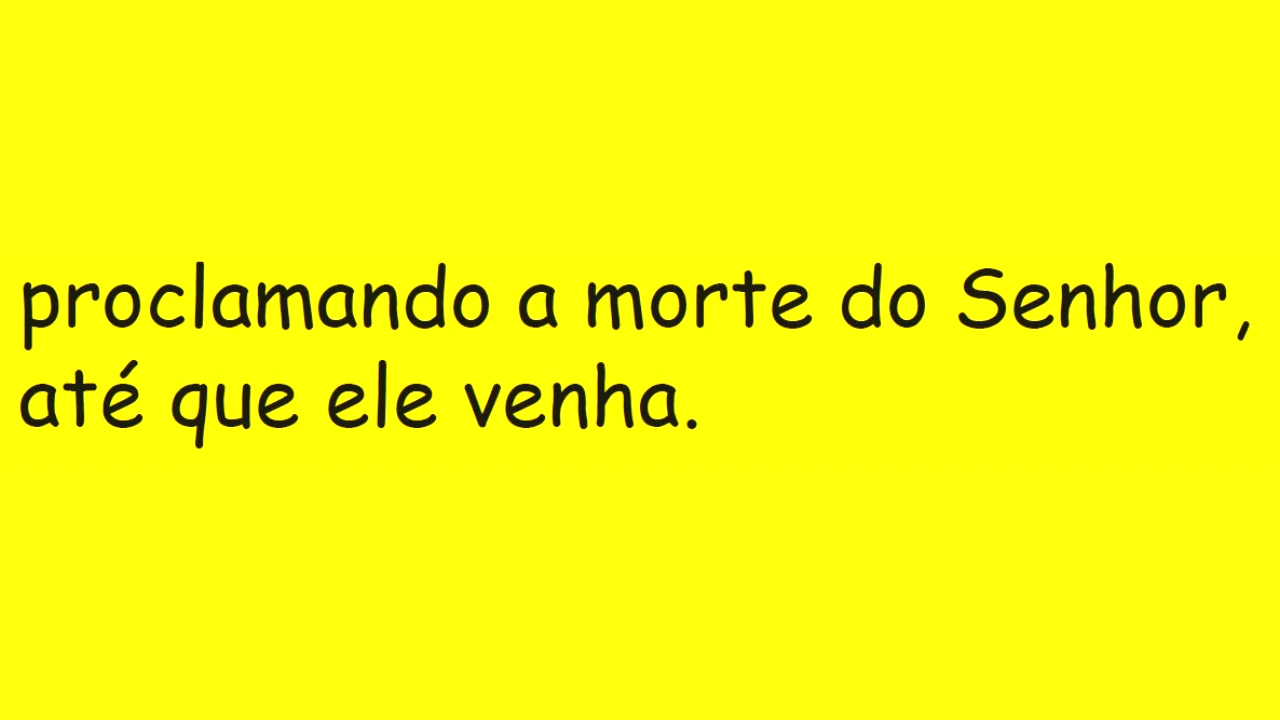 proclamando a morte do Senhor,
até que ele venha.